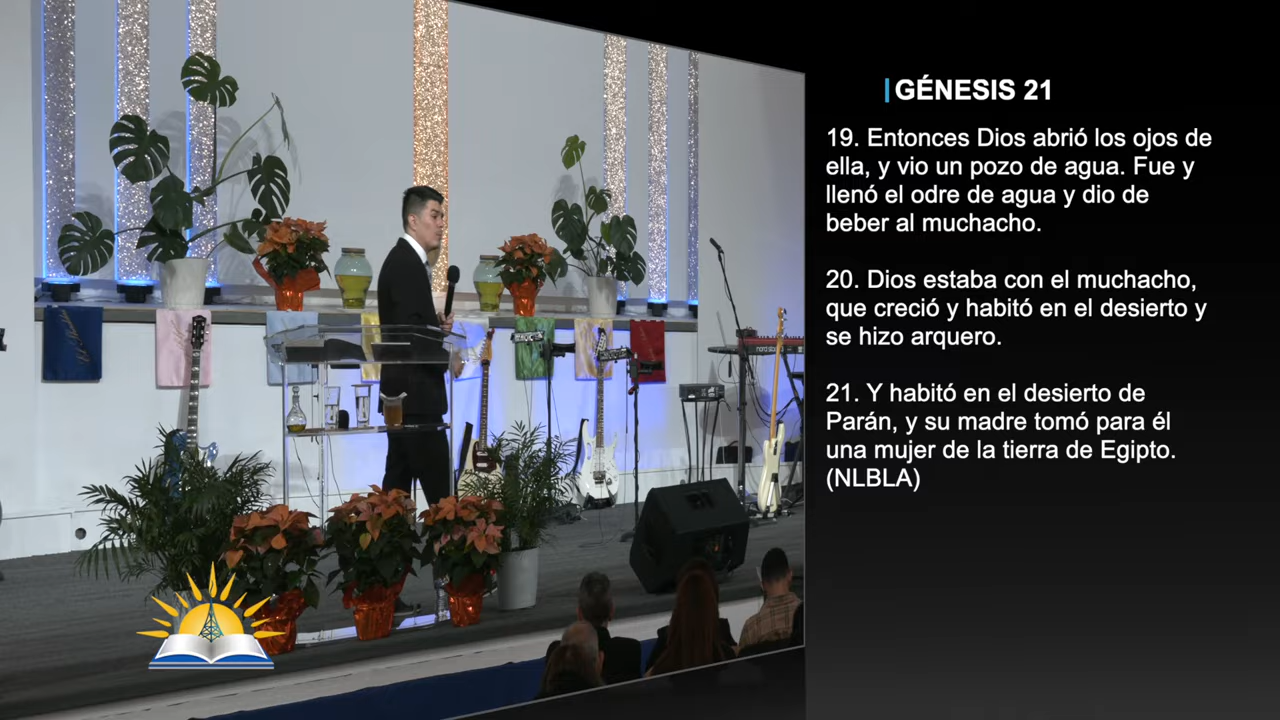 GÉNESIS 21
19. Entonces Dios abrió los ojos de
ella, y vio un pozo de agua. Fue y
llenó el odre de agua y dio de
beber al muchacho.
20. Dios estaba con el muchacho,
que creció y habitó en el desierto y
se hizo arquero.
21. Y habitó en el desierto de
Parán, y su madre tomó para él
una mujer de la tierra de Egipto.
(NLBLA)